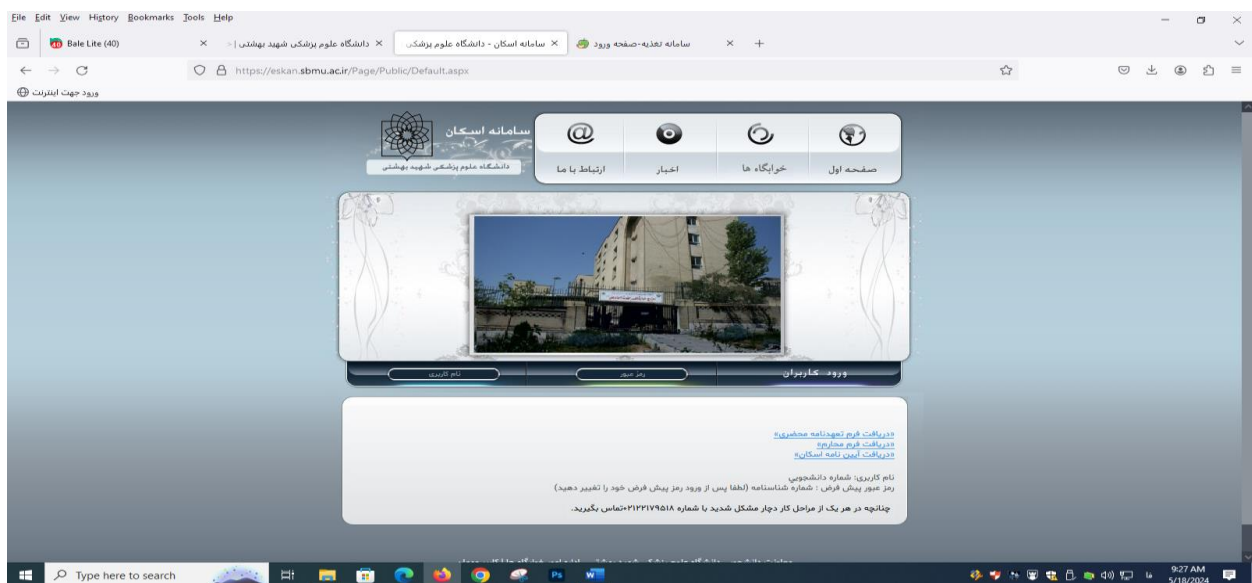 File Edit View History Bookmarks Tools Help
Bale Lite (40)
دانشگاه علوم پزشکی شهید بهشتی | >
سامانه اسکان - دانشگاه علوم پزشکی
سامانه تغذیه-صفحه ورود
https://eskan.sbmu.ac.ir/Page/Public/Default.aspx
ورود جهت اینترنت
سامانه اسکان
دانشگاه علوم پزشکی شهید بهشتی
صفحه اول
خوابگاه ها
اخبار
ارتباط با ما
ورود کاربران
رمز عبور
نام کاربری
«دریافت فرم تعهدنامه محضری»
«دریافت فرم محارم»
«دریافت آیین نامه اسکان»
نام کاربری: شماره دانشجویی
رمز عبور پیش فرض : شماره شناسنامه (لطفا پس از ورود رمز پیش فرض خود را تغییر دهید)
چنانچه در هر یک از مراحل کار دچار مشکل شدید با شماره ۰۲۱۲۲۱۷۹۵۱۸تماس بگیرید.
Type here to search
Ps
W
فا
9:27 AM
5/18/2024